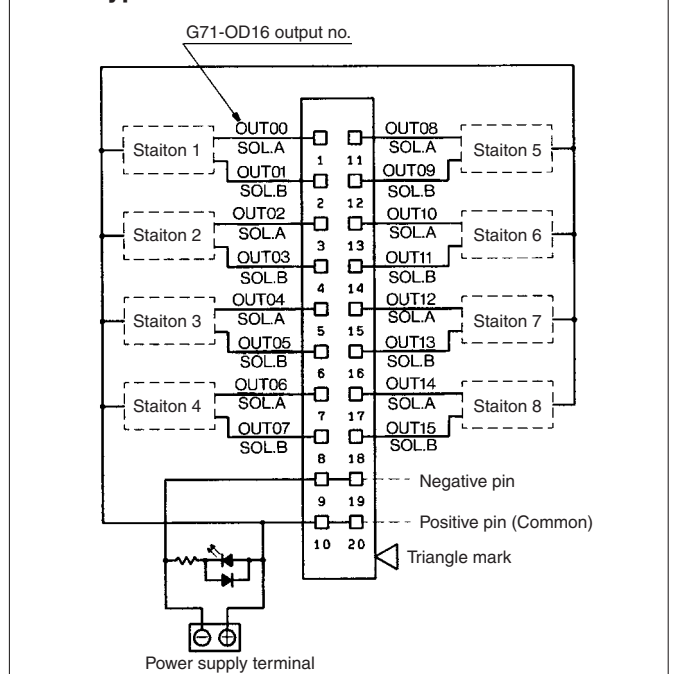 G71-OD16 output no.
OUT00
SOL.A
Staiton 1
OUT01
SOL.B
OUT02
SOL.A
Staiton 2
OUT03
SOL.B
OUT04
SOL.A
Staiton 3
OUT05
SOL.B
OUT06
SOL.A
Staiton 4
OUT07
SOL.B
1 11
2 12
3 13
4 14
5 15
6 16
7 17
8 18
9 19
10 20
OUT08
SOL.A
Staiton 5
OUT09
SOL.B
OUT10
SOL.A
Staiton 6
OUT11
SOL.B
OUT12
SOL.A
Staiton 7
OUT13
SOL.B
OUT14
SOL.A
Staiton 8
OUT15
SOL.B
Negative pin
Positive pin (Common)
Triangle mark
Power supply terminal